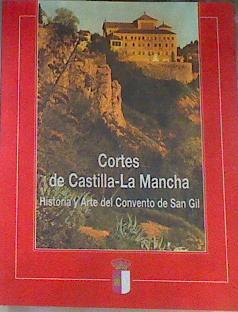 Cortes
de Castilla-La Mancha
Historia y Arte del Convento de San Gil